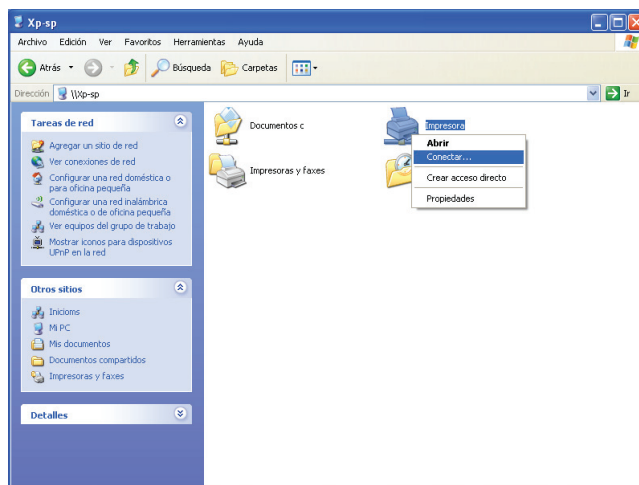 Xp-sp
Archivo Edición Ver Favoritos Herramientas Ayuda
Atrás Búsqueda Carpetas
Dirección \\Xp-sp Ir
Tareas de red
Agregar un sitio de red
Ver conexiones de red
Configurar una red doméstica o
para oficina pequeña
Configurar una red inalámbrica
doméstica o de oficina pequeña
Ver equipos del grupo de trabajo
Mostrar iconos para dispositivos
UPnP en la red
Otros sitios
Inicioms
Mi PC
Mis documentos
Documentos compartidos
Impresoras y faxes
Detalles
Documentos c
Impresora
Impresoras y faxes
Abrir
Conectar...
Crear acceso directo
Propiedades